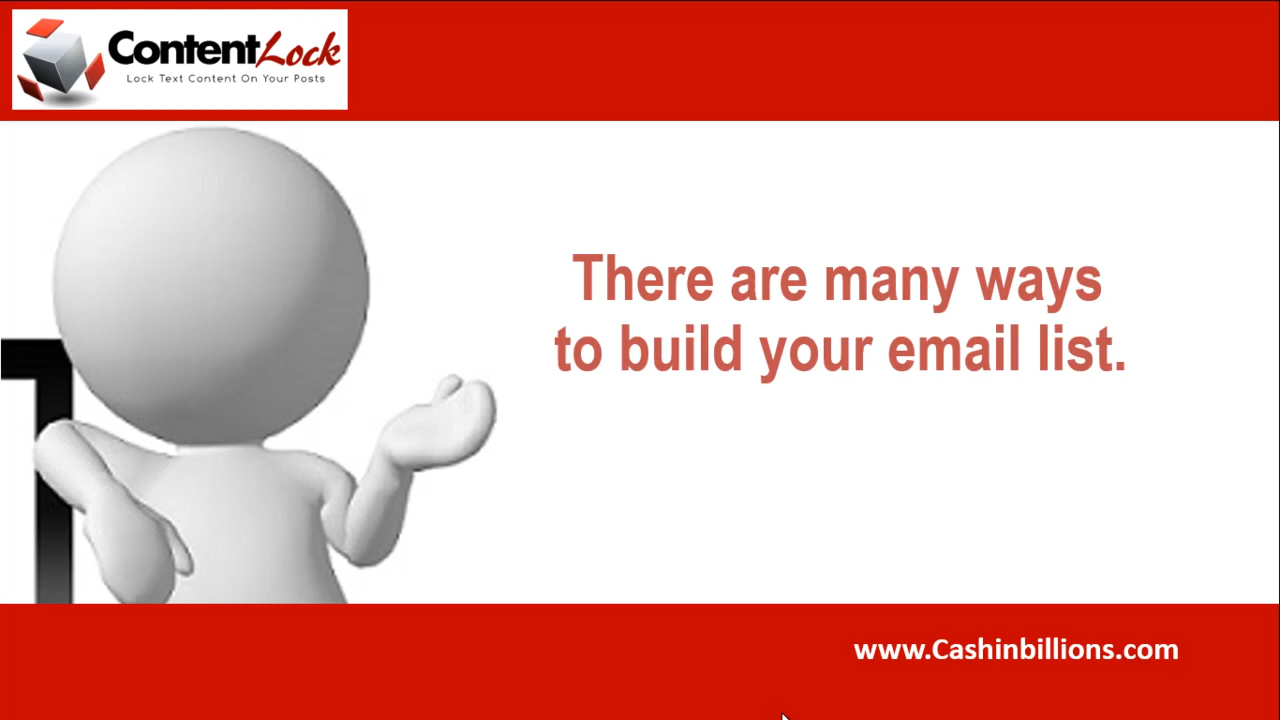 ContentLock
Lock Text Content On Your Posts
There are many ways
to build your email list.
www.Cashinbillions.com